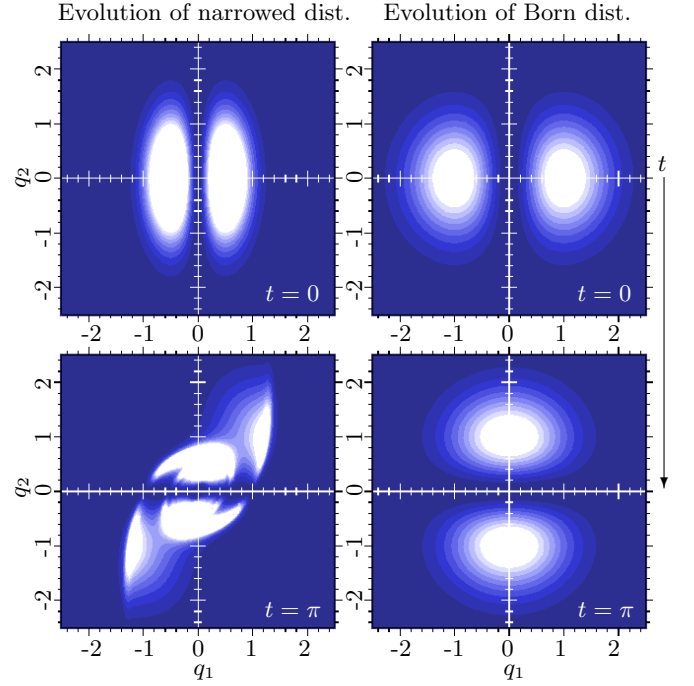 Evolution of narrowed dist. Evolution of Born dist.
2
1
0
-1
-2
q₂
t = 0
-2 -1 0 1 2
t = 0
-2 -1 0 1 2
t
2
1
0
-1
-2
q₂
t = π
-2 -1 0 1 2
q₁
t = π
-2 -1 0 1 2
q₁